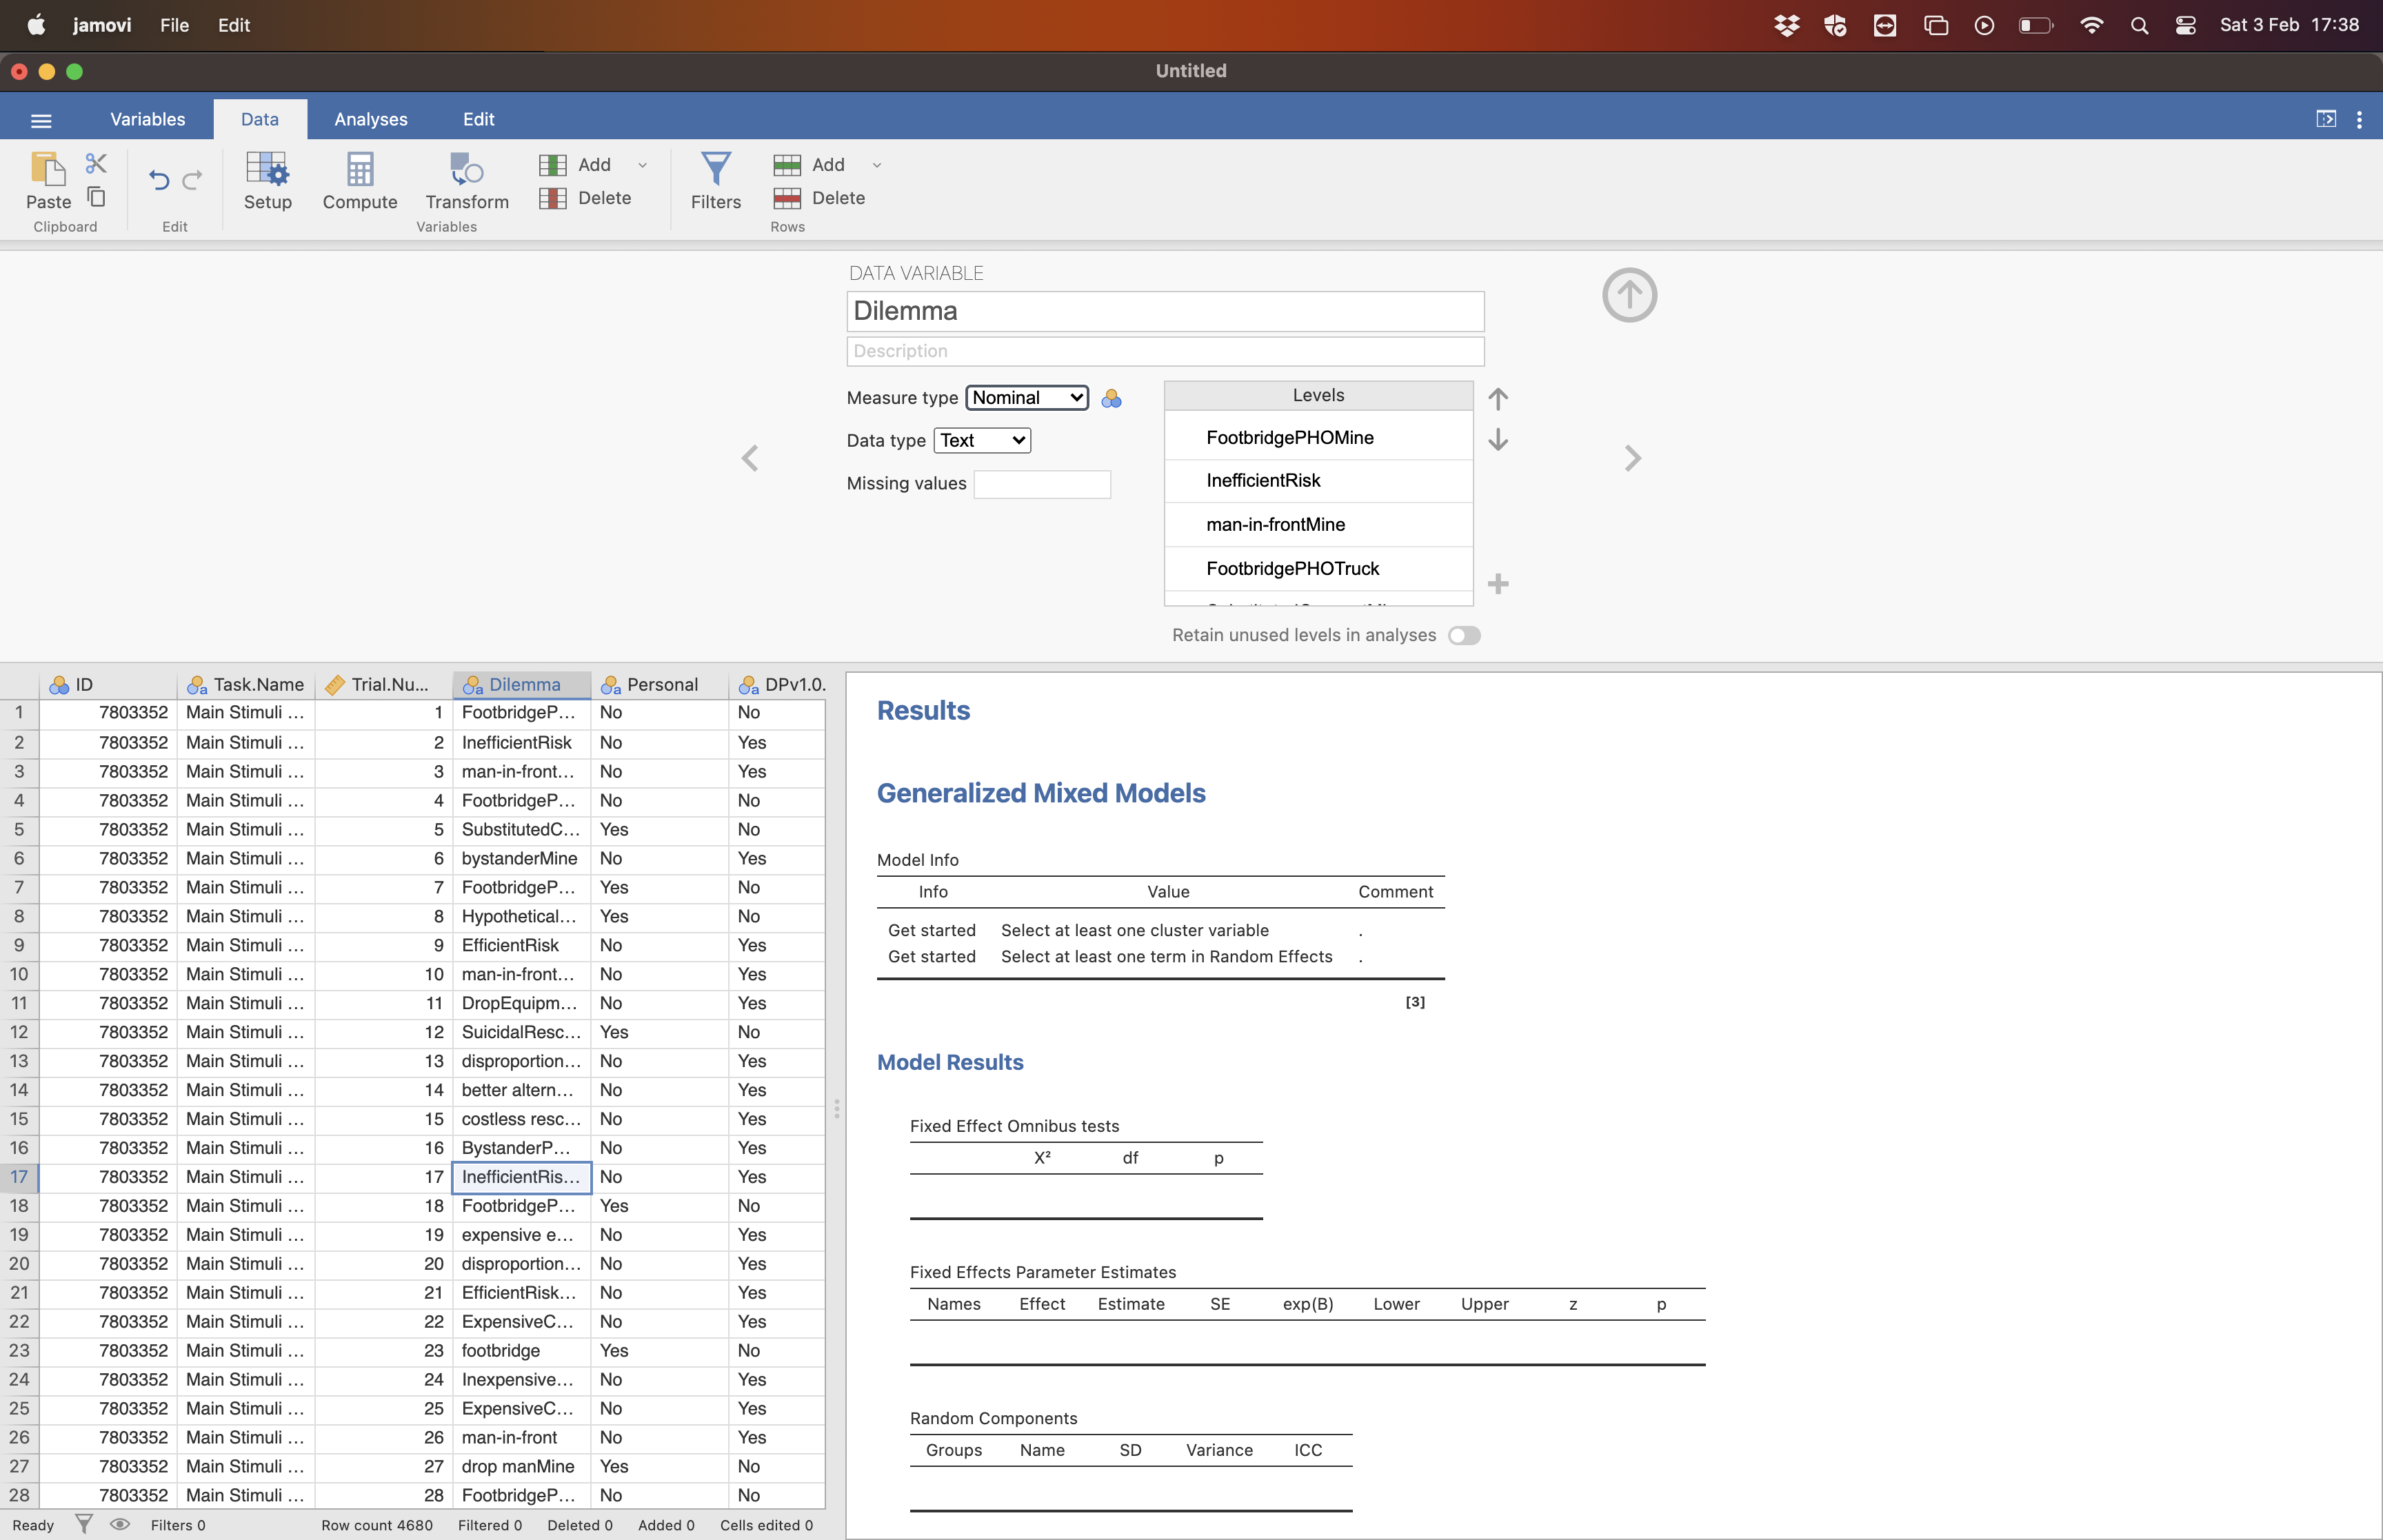 jamovi File Edit Sat 3 Feb 17:38
Untitled
Variables Data Analyses Edit
Paste Setup Compute Transform Add Delete Filters Add Delete
Clipboard Edit Variables Rows
DATA VARIABLE
Dilemma
Description
Measure type Nominal
Data type Text
Missing values
Levels
FootbridgePHOMine
InefficientRisk
man-in-frontMine
FootbridgePHOTruck
Retain unused levels in analyses
ID Task.Name Trial.Nu... Dilemma Personal DPv1.0.
1 7803352 Main Stimuli ... 1 FootbridgeP... No No
2 7803352 Main Stimuli ... 2 InefficientRisk No Yes
3 7803352 Main Stimuli ... 3 man-in-front... No Yes
4 7803352 Main Stimuli ... 4 FootbridgeP... No No
5 7803352 Main Stimuli ... 5 SubstitutedC... Yes No
6 7803352 Main Stimuli ... 6 bystanderMine No Yes
7 7803352 Main Stimuli ... 7 FootbridgeP... Yes No
8 7803352 Main Stimuli ... 8 Hypothetical... Yes No
9 7803352 Main Stimuli ... 9 EfficientRisk No Yes
10 7803352 Main Stimuli ... 10 man-in-front... No Yes
11 7803352 Main Stimuli ... 11 DropEquipm... No Yes
12 7803352 Main Stimuli ... 12 SuicidalResc... Yes No
13 7803352 Main Stimuli ... 13 disproportion... No Yes
14 7803352 Main Stimuli ... 14 better altern... No Yes
15 7803352 Main Stimuli ... 15 costless resc... No Yes
16 7803352 Main Stimuli ... 16 BystanderP... No Yes
17 7803352 Main Stimuli ... 17 InefficientRis... No Yes
18 7803352 Main Stimuli ... 18 FootbridgeP... Yes No
19 7803352 Main Stimuli ... 19 expensive e... No Yes
20 7803352 Main Stimuli ... 20 disproportion... No Yes
21 7803352 Main Stimuli ... 21 EfficientRisk... No Yes
22 7803352 Main Stimuli ... 22 ExpensiveC... No Yes
23 7803352 Main Stimuli ... 23 footbridge Yes No
24 7803352 Main Stimuli ... 24 Inexpensive... No Yes
25 7803352 Main Stimuli ... 25 ExpensiveC... No Yes
26 7803352 Main Stimuli ... 26 man-in-front No Yes
27 7803352 Main Stimuli ... 27 drop manMine Yes No
28 7803352 Main Stimuli ... 28 FootbridgeP... No No
Ready Filters 0 Row count 4680 Filtered 0 Deleted 0 Added 0 Cells edited 0
Results
Generalized Mixed Models
Model Info
Info Value Comment
Get started Select at least one cluster variable .
Get started Select at least one term in Random Effects .
[3]
Model Results
Fixed Effect Omnibus tests
X² df p
Fixed Effects Parameter Estimates
Names Effect Estimate SE exp(B) Lower Upper z p
Random Components
Groups Name SD Variance ICC